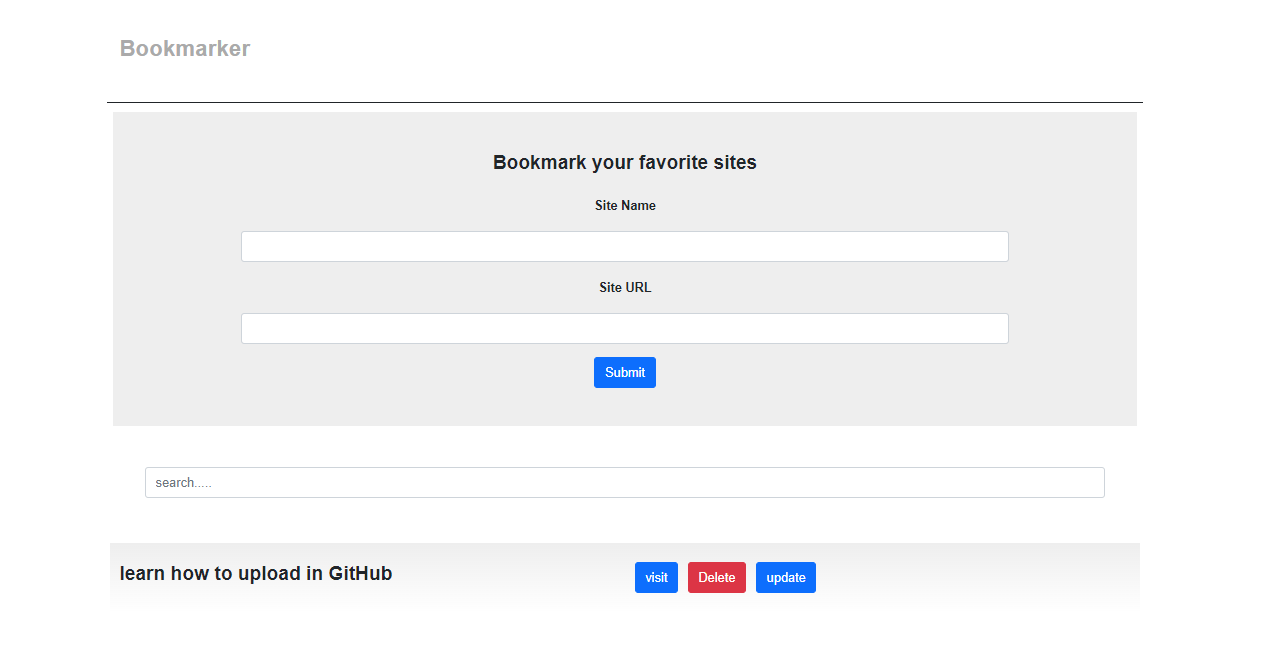 Bookmarker
Bookmark your favorite sites
Site Name
Site URL
Submit
search.....
learn how to upload in GitHub visit Delete update